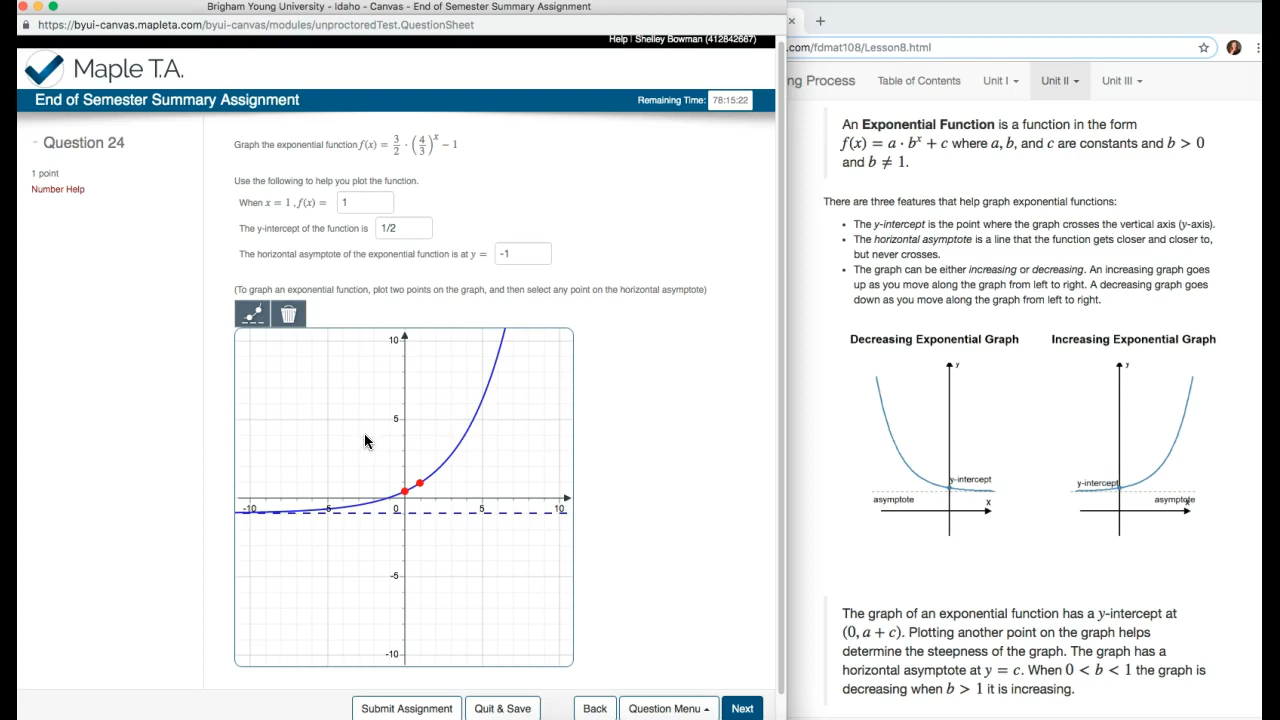 Brigham Young University - Idaho - Canvas - End of Semester Summary Assignment
https://byui-canvas.mapleta.com/byui-canvas/modules/unproctoredTest.QuestionSheet
Help | Shelley Bowman (412842667)
Maple T.A.
End of Semester Summary Assignment
Remaining Time: 78:15:22
Question 24
1 point
Number Help
Graph the exponential function f(x) = 3/2 · (4/3)^x − 1
Use the following to help you plot the function.
When x = 1 , f(x) = 1
The y-intercept of the function is 1/2
The horizontal asymptote of the exponential function is at y = -1
(To graph an exponential function, plot two points on the graph, and then select any point on the horizontal asymptote)
10
5
-10 -5 0 5 10
-5
-10
Submit Assignment Quit & Save Back Question Menu Next
.com/fdmat108/Lesson8.html
ng Process Table of Contents Unit I Unit II Unit III
An Exponential Function is a function in the form
f(x) = a · b^x + c where a, b, and c are constants and b > 0
and b ≠ 1.
There are three features that help graph exponential functions:
• The y-intercept is the point where the graph crosses the vertical axis (y-axis).
• The horizontal asymptote is a line that the function gets closer and closer to,
but never crosses.
• The graph can be either increasing or decreasing. An increasing graph goes
up as you move along the graph from left to right. A decreasing graph goes
down as you move along the graph from left to right.
Decreasing Exponential Graph Increasing Exponential Graph
y y
y-intercept y-intercept
asymptote x asymptote
The graph of an exponential function has a y-intercept at
(0, a + c). Plotting another point on the graph helps
determine the steepness of the graph. The graph has a
horizontal asymptote at y = c. When 0 < b < 1 the graph is
decreasing when b > 1 it is increasing.